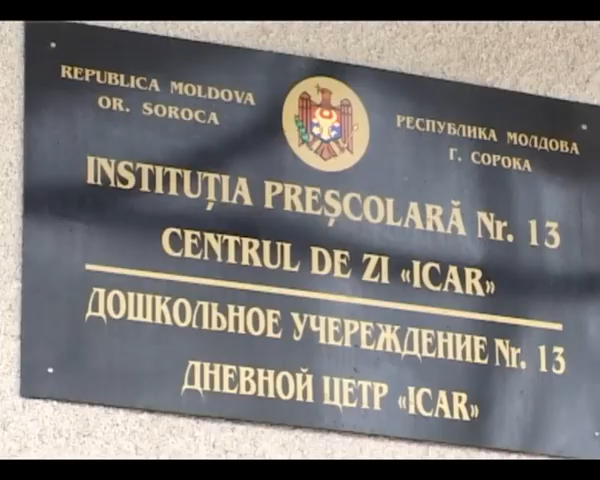 REPUBLICA MOLDOVA
OR. SOROCA
РЕСПУБЛИКА МОЛДОВА
Г. СОРОКА
INSTITUȚIA PREȘCOLARĂ Nr. 13
CENTRUL DE ZI «ICAR»
ДОШКОЛЬНОЕ УЧЕРЕЖДЕНИЕ Nr. 13
ДНЕВНОЙ ЦЕТР «ICAR»